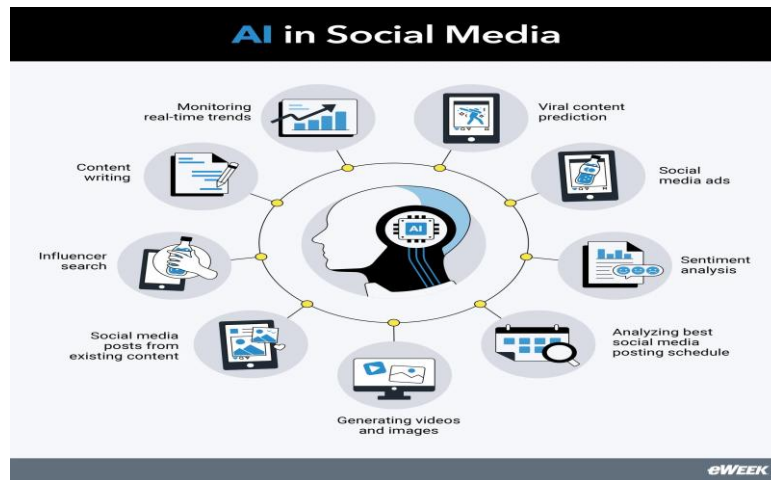 AI in Social Media
Monitoring
real-time trends
Viral content
prediction
Content
writing
Social
media ads
AI
Influencer
search
Sentiment
analysis
Social media
posts from
existing content
Analyzing best
social media
posting schedule
Generating videos
and images
eWEEK